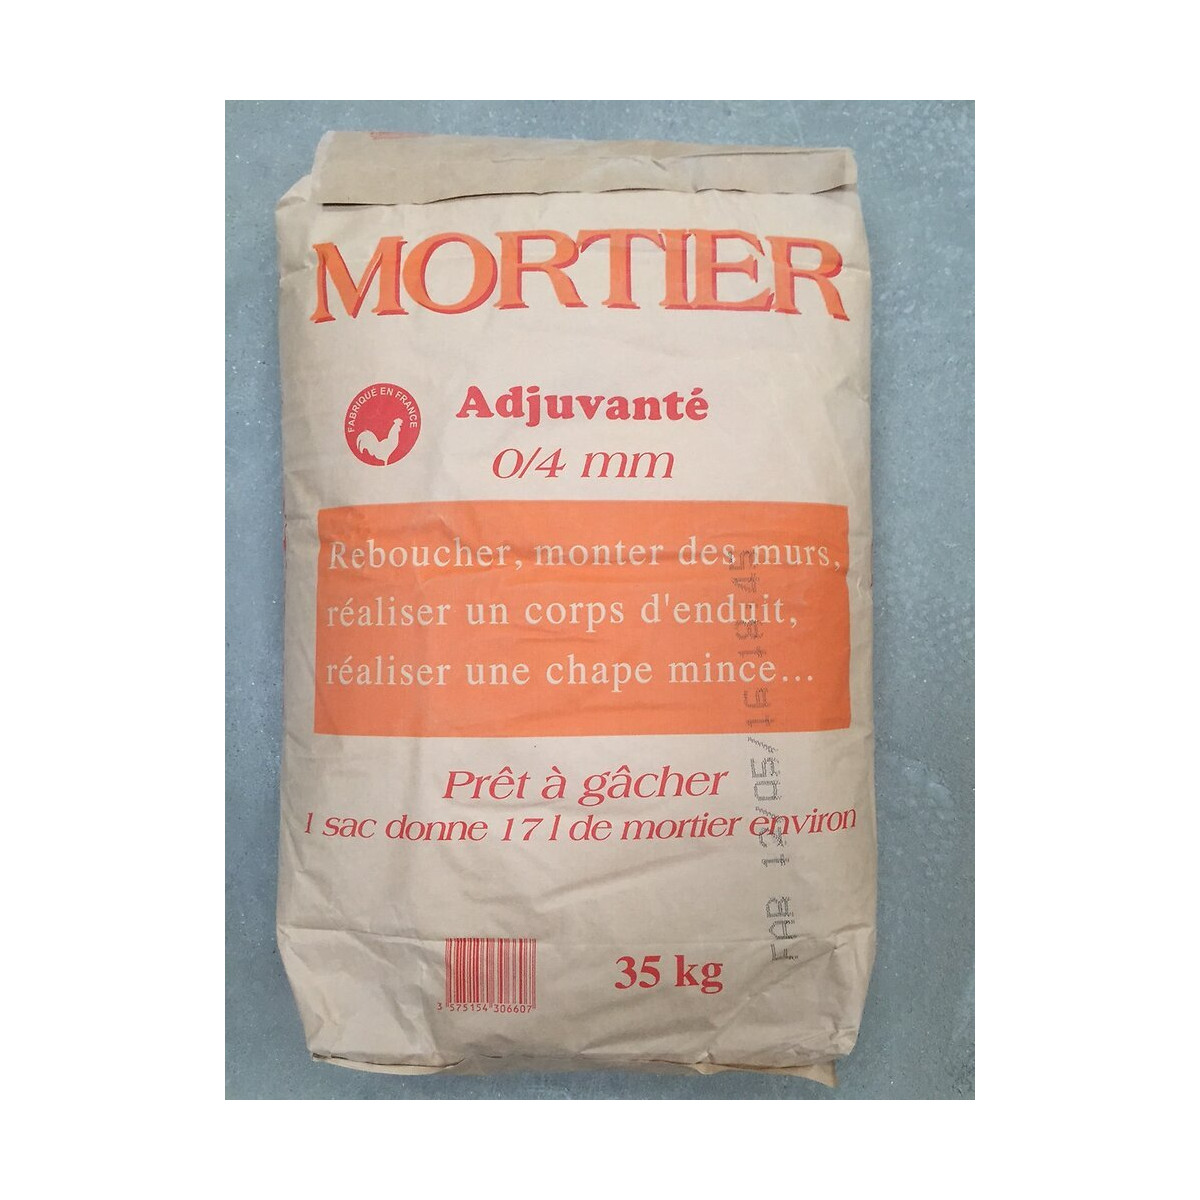 MORTIER
FABRIQUÉ EN FRANCE
Adjuvanté
0/4 mm
Reboucher, monter des murs,
réaliser un corps d'enduit,
réaliser une chape mince...
Prêt à gâcher
1 sac donne 17 l de mortier environ
35 kg
3 575154 306607
FAB